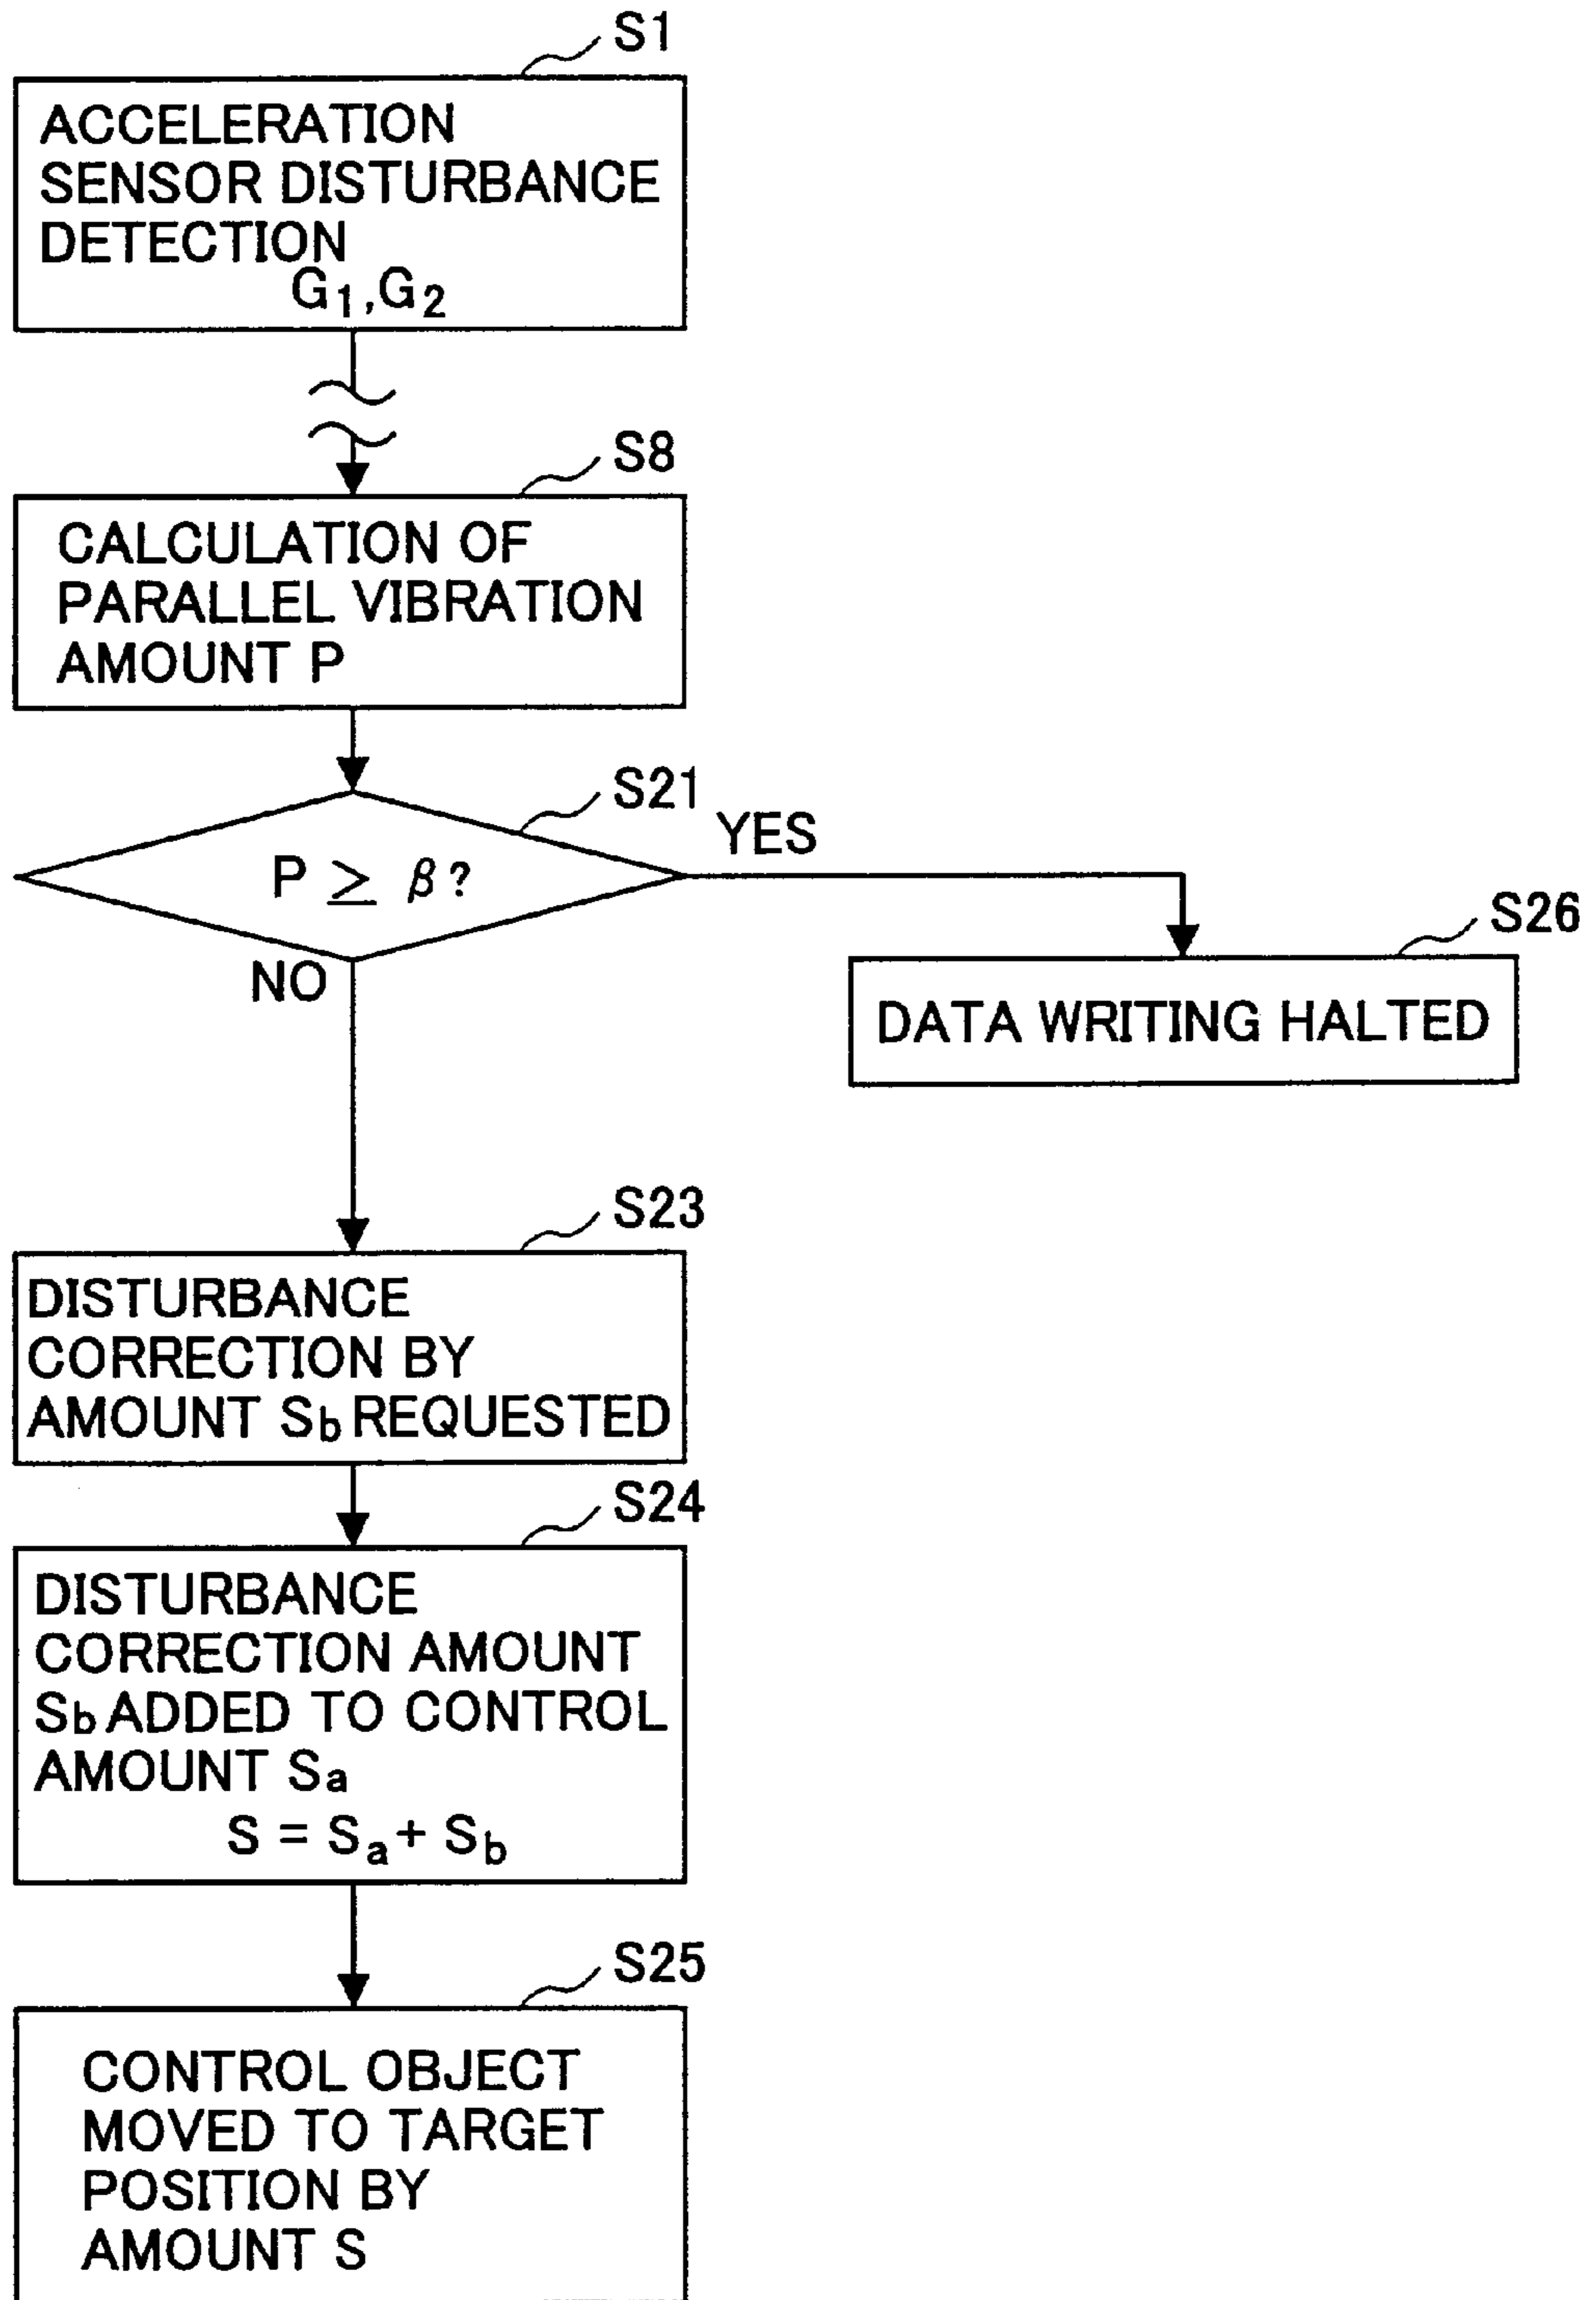 S1
ACCELERATION
SENSOR DISTURBANCE
DETECTION
G1,G2
S8
CALCULATION OF
PARALLEL VIBRATION
AMOUNT P
S21
P ≥ β?
YES
NO
S26
DATA WRITING HALTED
S23
DISTURBANCE
CORRECTION BY
AMOUNT Sb REQUESTED
S24
DISTURBANCE
CORRECTION AMOUNT
Sb ADDED TO CONTROL
AMOUNT Sa
S = Sa + Sb
S25
CONTROL OBJECT
MOVED TO TARGET
POSITION BY
AMOUNT S